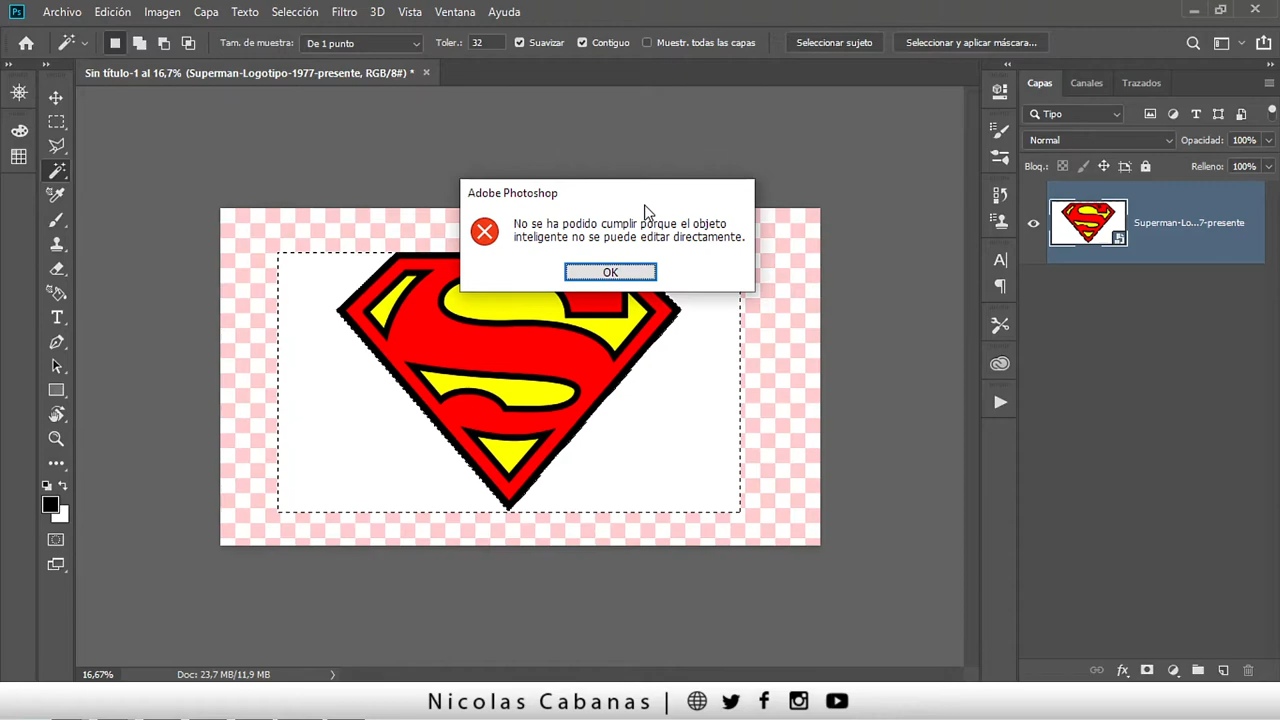 Ps Archivo Edición Imagen Capa Texto Selección Filtro 3D Vista Ventana Ayuda
Tam. de muestra: De 1 punto Toler.: 32 Suavizar Contiguo Muestr. todas las capas Seleccionar sujeto Seleccionar y aplicar máscara...
Sin título-1 al 16,7% (Superman-Logotipo-1977-presente, RGB/8#) *
Capas Canales Trazados
Tipo
Normal Opacidad: 100%
Bloq.: Relleno: 100%
Superman-Lo...7-presente
Adobe Photoshop
No se ha podido cumplir porque el objeto
inteligente no se puede editar directamente.
OK
S
16,67% Doc: 23,7 MB/11,9 MB
Nicolas Cabanas |